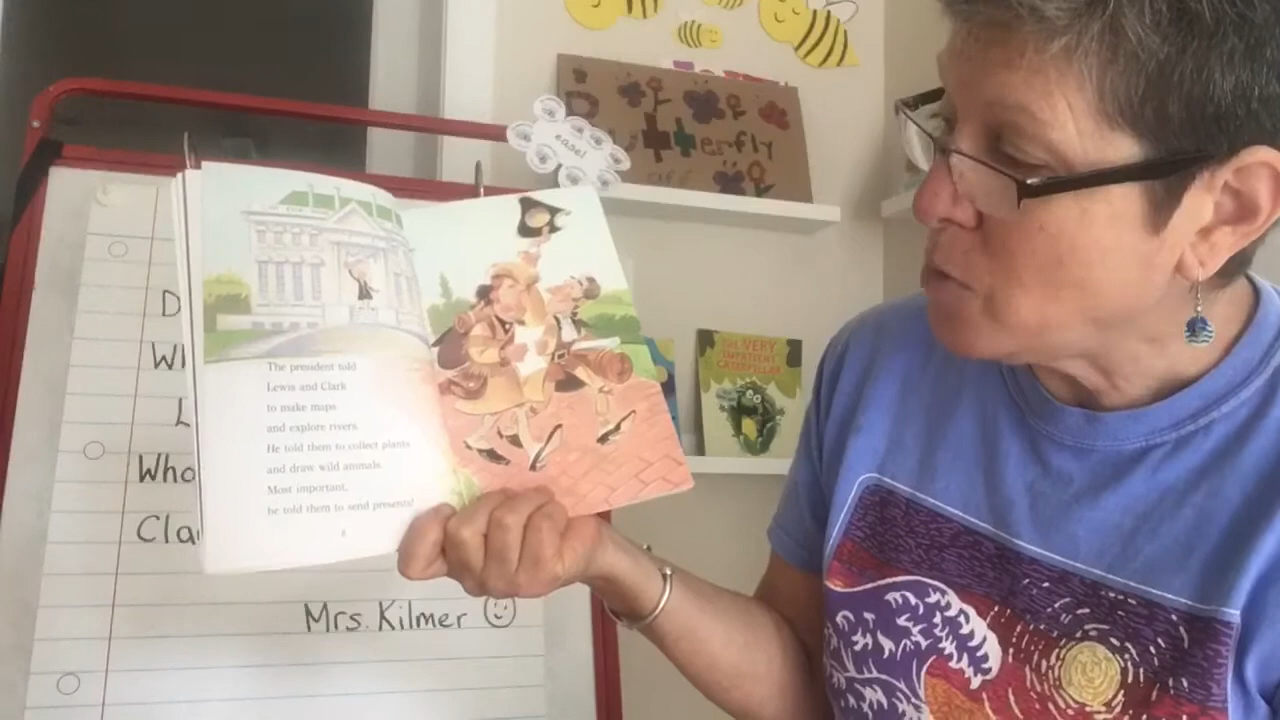 easel
Butterfly
THE VERY
IMPATIENT
CATERPILLAR
The president told
Lewis and Clark
to make maps
and explore rivers.
He told them to collect plants
and draw wild animals.
Most important,
he told them to send presents!
8
D
Wh
L
Who
Cla
Mrs. Kilmer